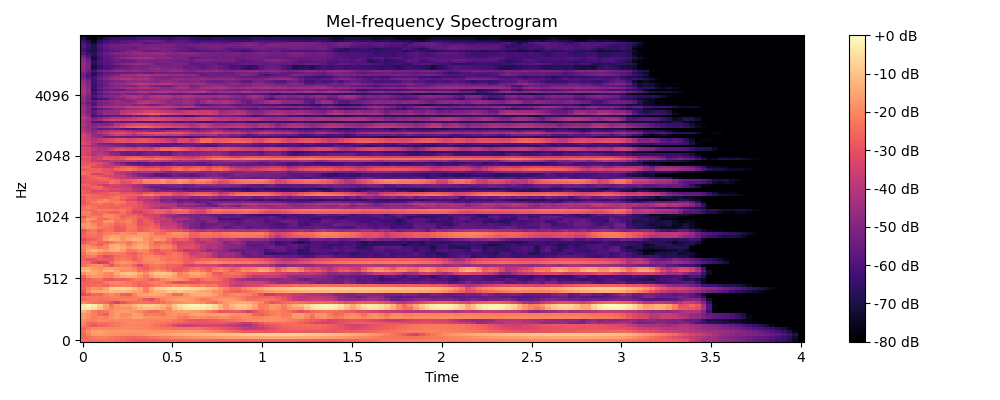 Mel-frequency Spectrogram
+0 dB
4096
-10 dB
-20 dB
2048
-30 dB
Hz
-40 dB
1024
-50 dB
512
-60 dB
-70 dB
0
-80 dB
0 0.5 1 1.5 2 2.5 3 3.5 4
Time